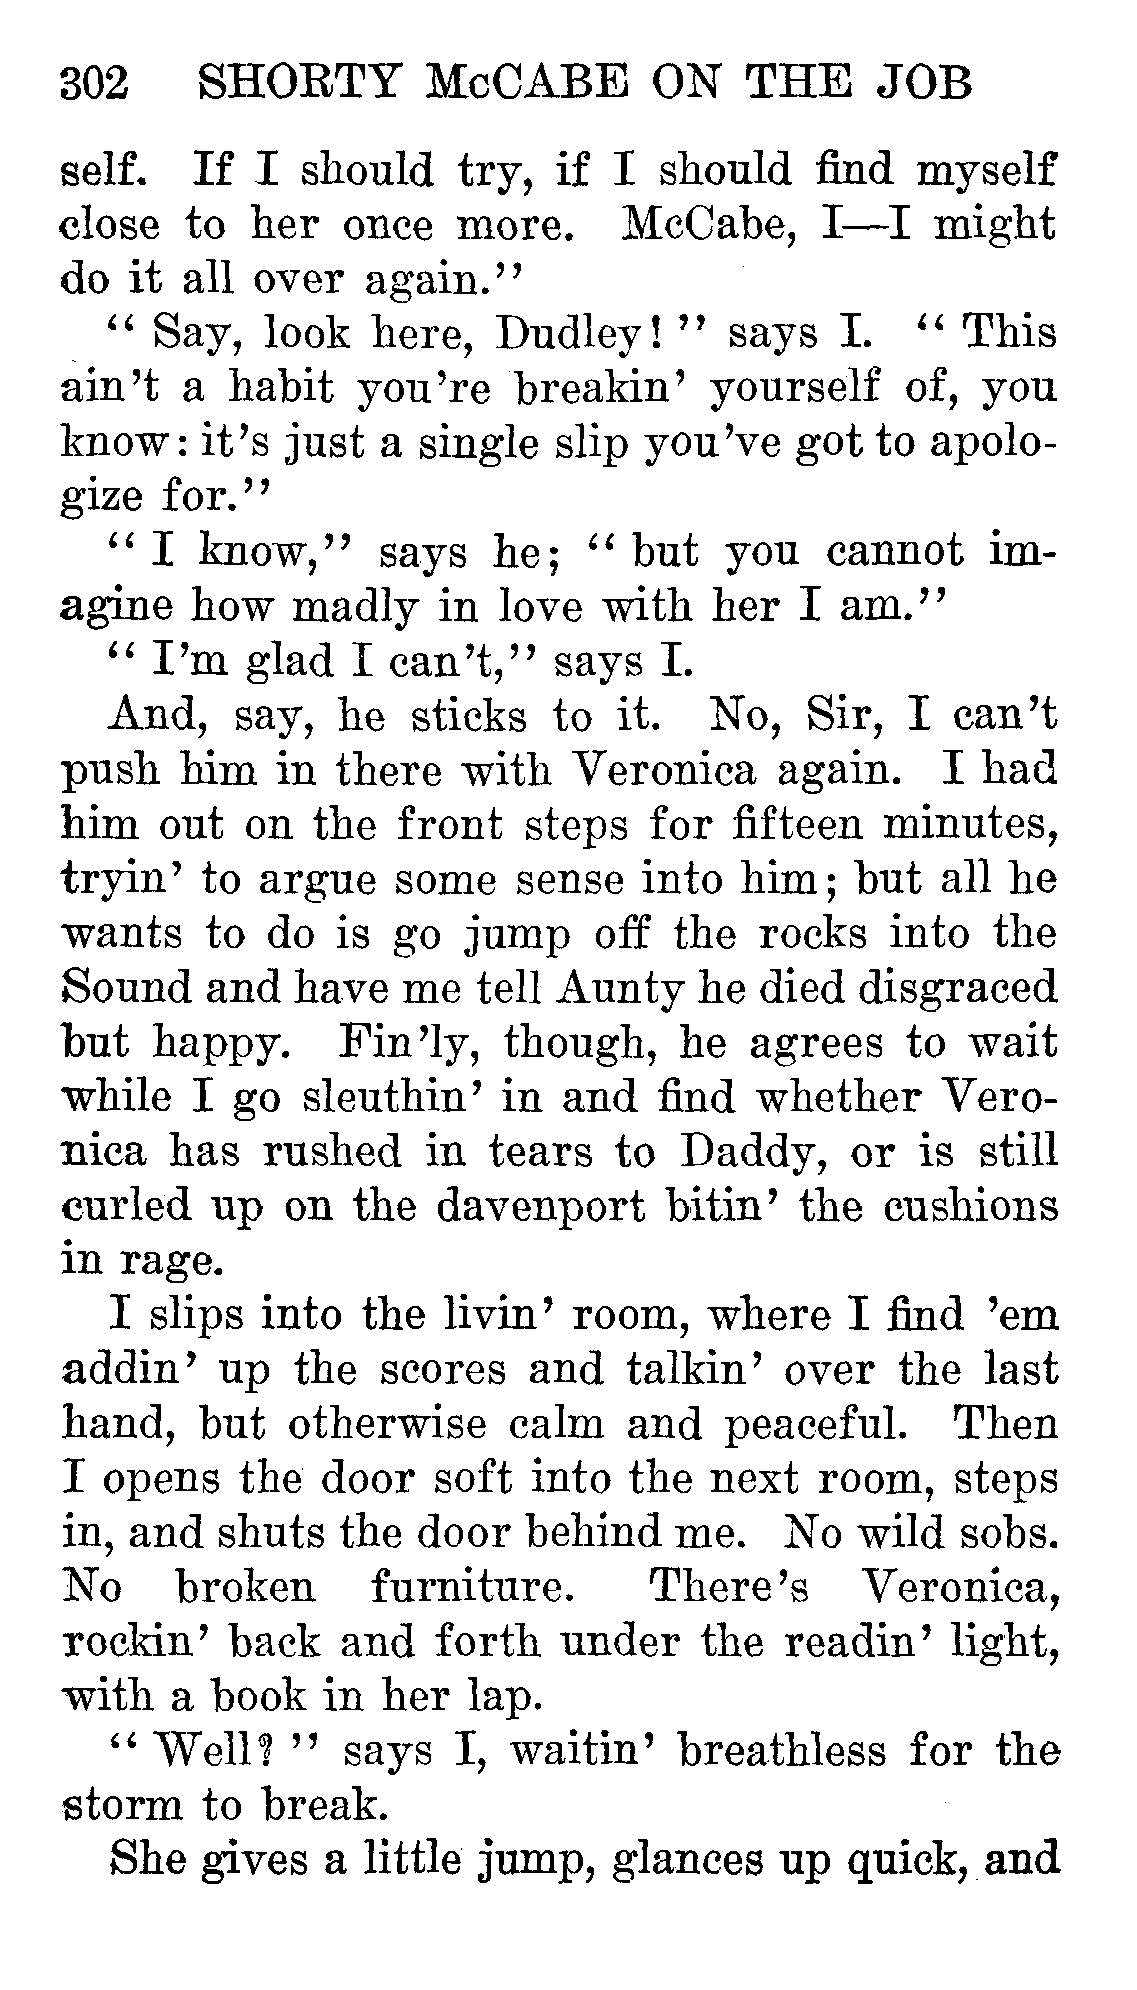 302 SHORTY McCABE ON THE JOB
self. If I should try, if I should find myself
close to her once more. McCabe, I—I might
do it all over again.''
'' Say, look here, Dudley! '' says I. '' This
ain't a habit you're breakin' yourself of, you
know: it's just a single slip you've got to apolo-
gize for.''
'' I know,'' says he; '' but you cannot im-
agine how madly in love with her I am.''
'' I'm glad I can't,'' says I.
And, say, he sticks to it. No, Sir, I can't
push him in there with Veronica again. I had
him out on the front steps for fifteen minutes,
tryin' to argue some sense into him; but all he
wants to do is go jump off the rocks into the
Sound and have me tell Aunty he died disgraced
but happy. Fin'ly, though, he agrees to wait
while I go sleuthin' in and find whether Vero-
nica has rushed in tears to Daddy, or is still
curled up on the davenport bitin' the cushions
in rage.
I slips into the livin' room, where I find 'em
addin' up the scores and talkin' over the last
hand, but otherwise calm and peaceful. Then
I opens the door soft into the next room, steps
in, and shuts the door behind me. No wild sobs.
No broken furniture. There's Veronica,
rockin' back and forth under the readin' light,
with a book in her lap.
'' Well? '' says I, waitin' breathless for the
storm to break.
She gives a little jump, glances up quick, and